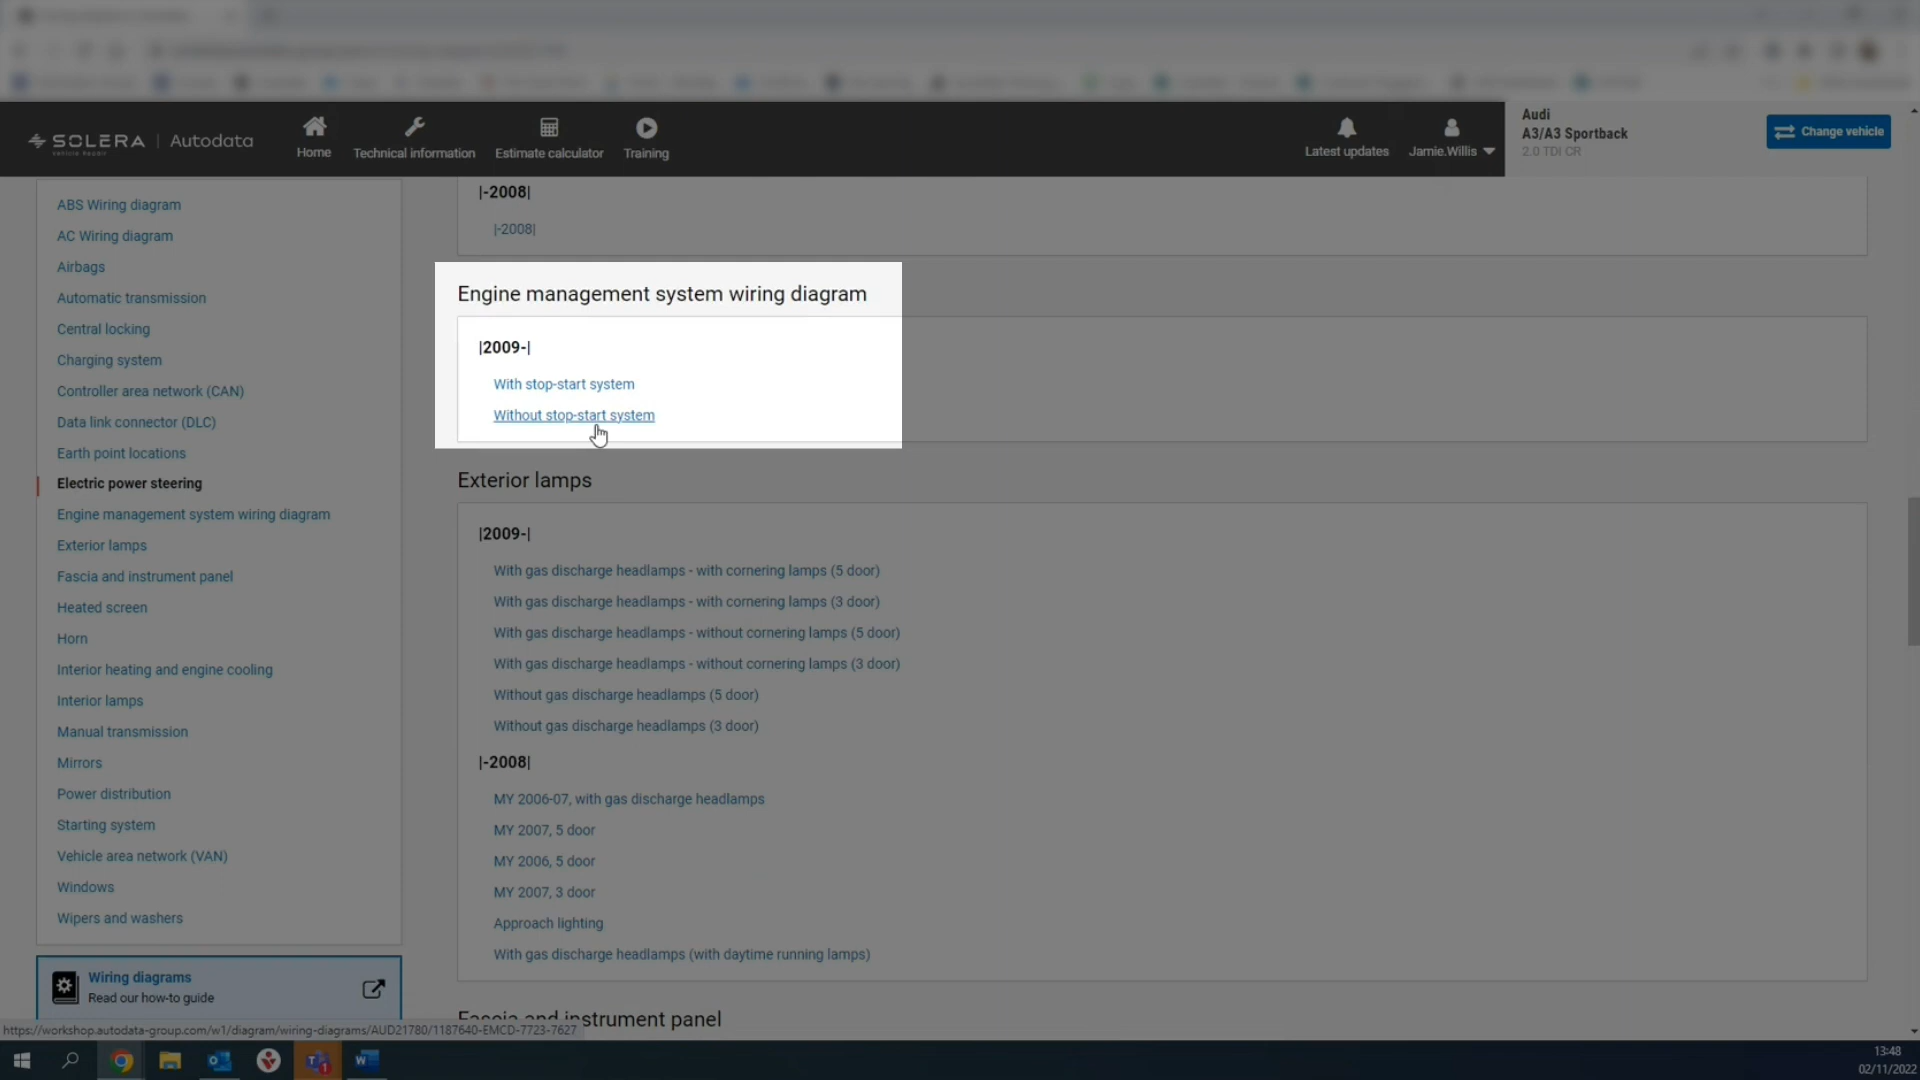 SOLERA | Autodata
Vehicle Repair
Home
Technical information
Estimate calculator
Training
Latest updates
Jamie.Willis
Audi
A3/A3 Sportback
2.0 TDI CR
Change vehicle
ABS Wiring diagram
AC Wiring diagram
Airbags
Automatic transmission
Central locking
Charging system
Controller area network (CAN)
Data link connector (DLC)
Earth point locations
Electric power steering
Engine management system wiring diagram
Exterior lamps
Fascia and instrument panel
Heated screen
Horn
Interior heating and engine cooling
Interior lamps
Manual transmission
Mirrors
Power distribution
Starting system
Vehicle area network (VAN)
Windows
Wipers and washers
Wiring diagrams
Read our how-to guide
|-2008|
|-2008|
Engine management system wiring diagram
|2009-|
With stop-start system
Without stop-start system
Exterior lamps
|2009-|
With gas discharge headlamps - with cornering lamps (5 door)
With gas discharge headlamps - with cornering lamps (3 door)
With gas discharge headlamps - without cornering lamps (5 door)
With gas discharge headlamps - without cornering lamps (3 door)
Without gas discharge headlamps (5 door)
Without gas discharge headlamps (3 door)
|-2008|
MY 2006-07, with gas discharge headlamps
MY 2007, 5 door
MY 2006, 5 door
MY 2007, 3 door
Approach lighting
With gas discharge headlamps (with daytime running lamps)
Fascia and instrument panel
https://workshop.autodata-group.com/w1/diagram/wiring-diagrams/AUD21780/1187640-EMCD-7723-7627
13:48
02/11/2022